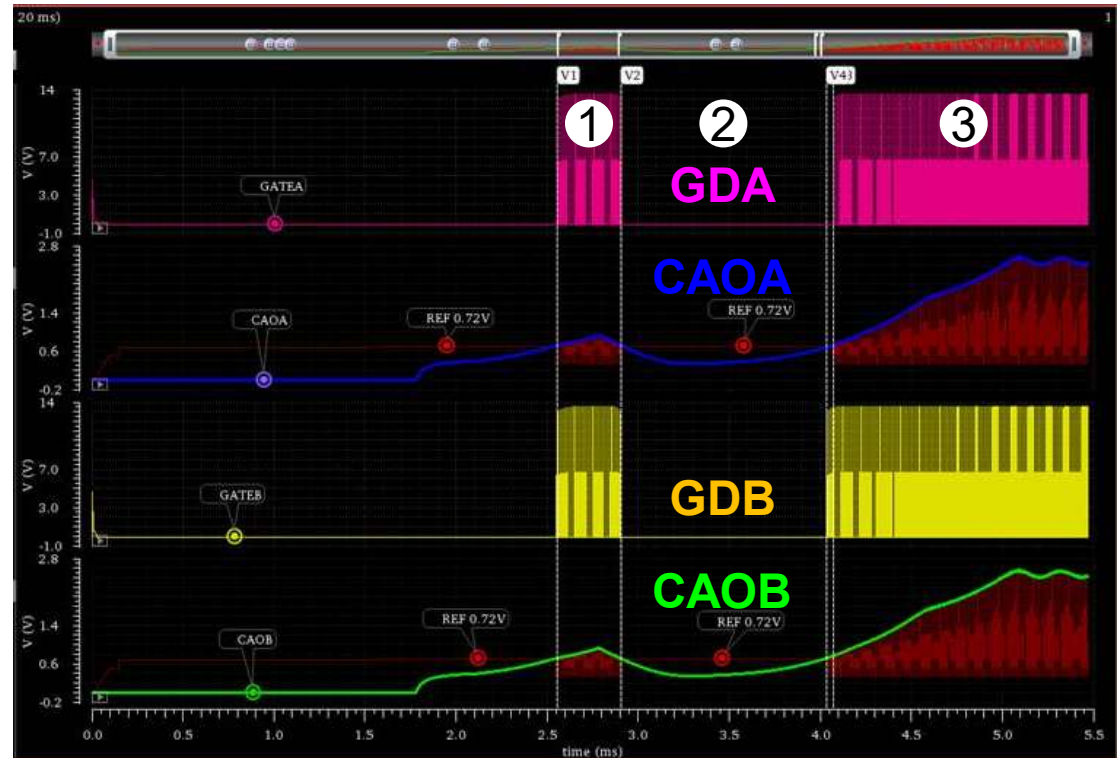 20 ms)
1
V1
V2
V43
14
7.0
3.0
-1.0
V (V)
1
2
3
GATEA
GDA
2.8
1.4
0.6
-0.2
V (V)
CAOA
REF 0.72V
CAOA
REF 0.72V
14
7.0
3.0
-1.0
V (V)
GATEB
GDB
2.8
1.4
0.6
-0.2
V (V)
CAOB
REF 0.72V
CAOB
REF 0.72V
0.0 0.5 1.0 1.5 2.0 2.5 3.0 3.5 4.0 4.5 5.0 5.5
time (ms)